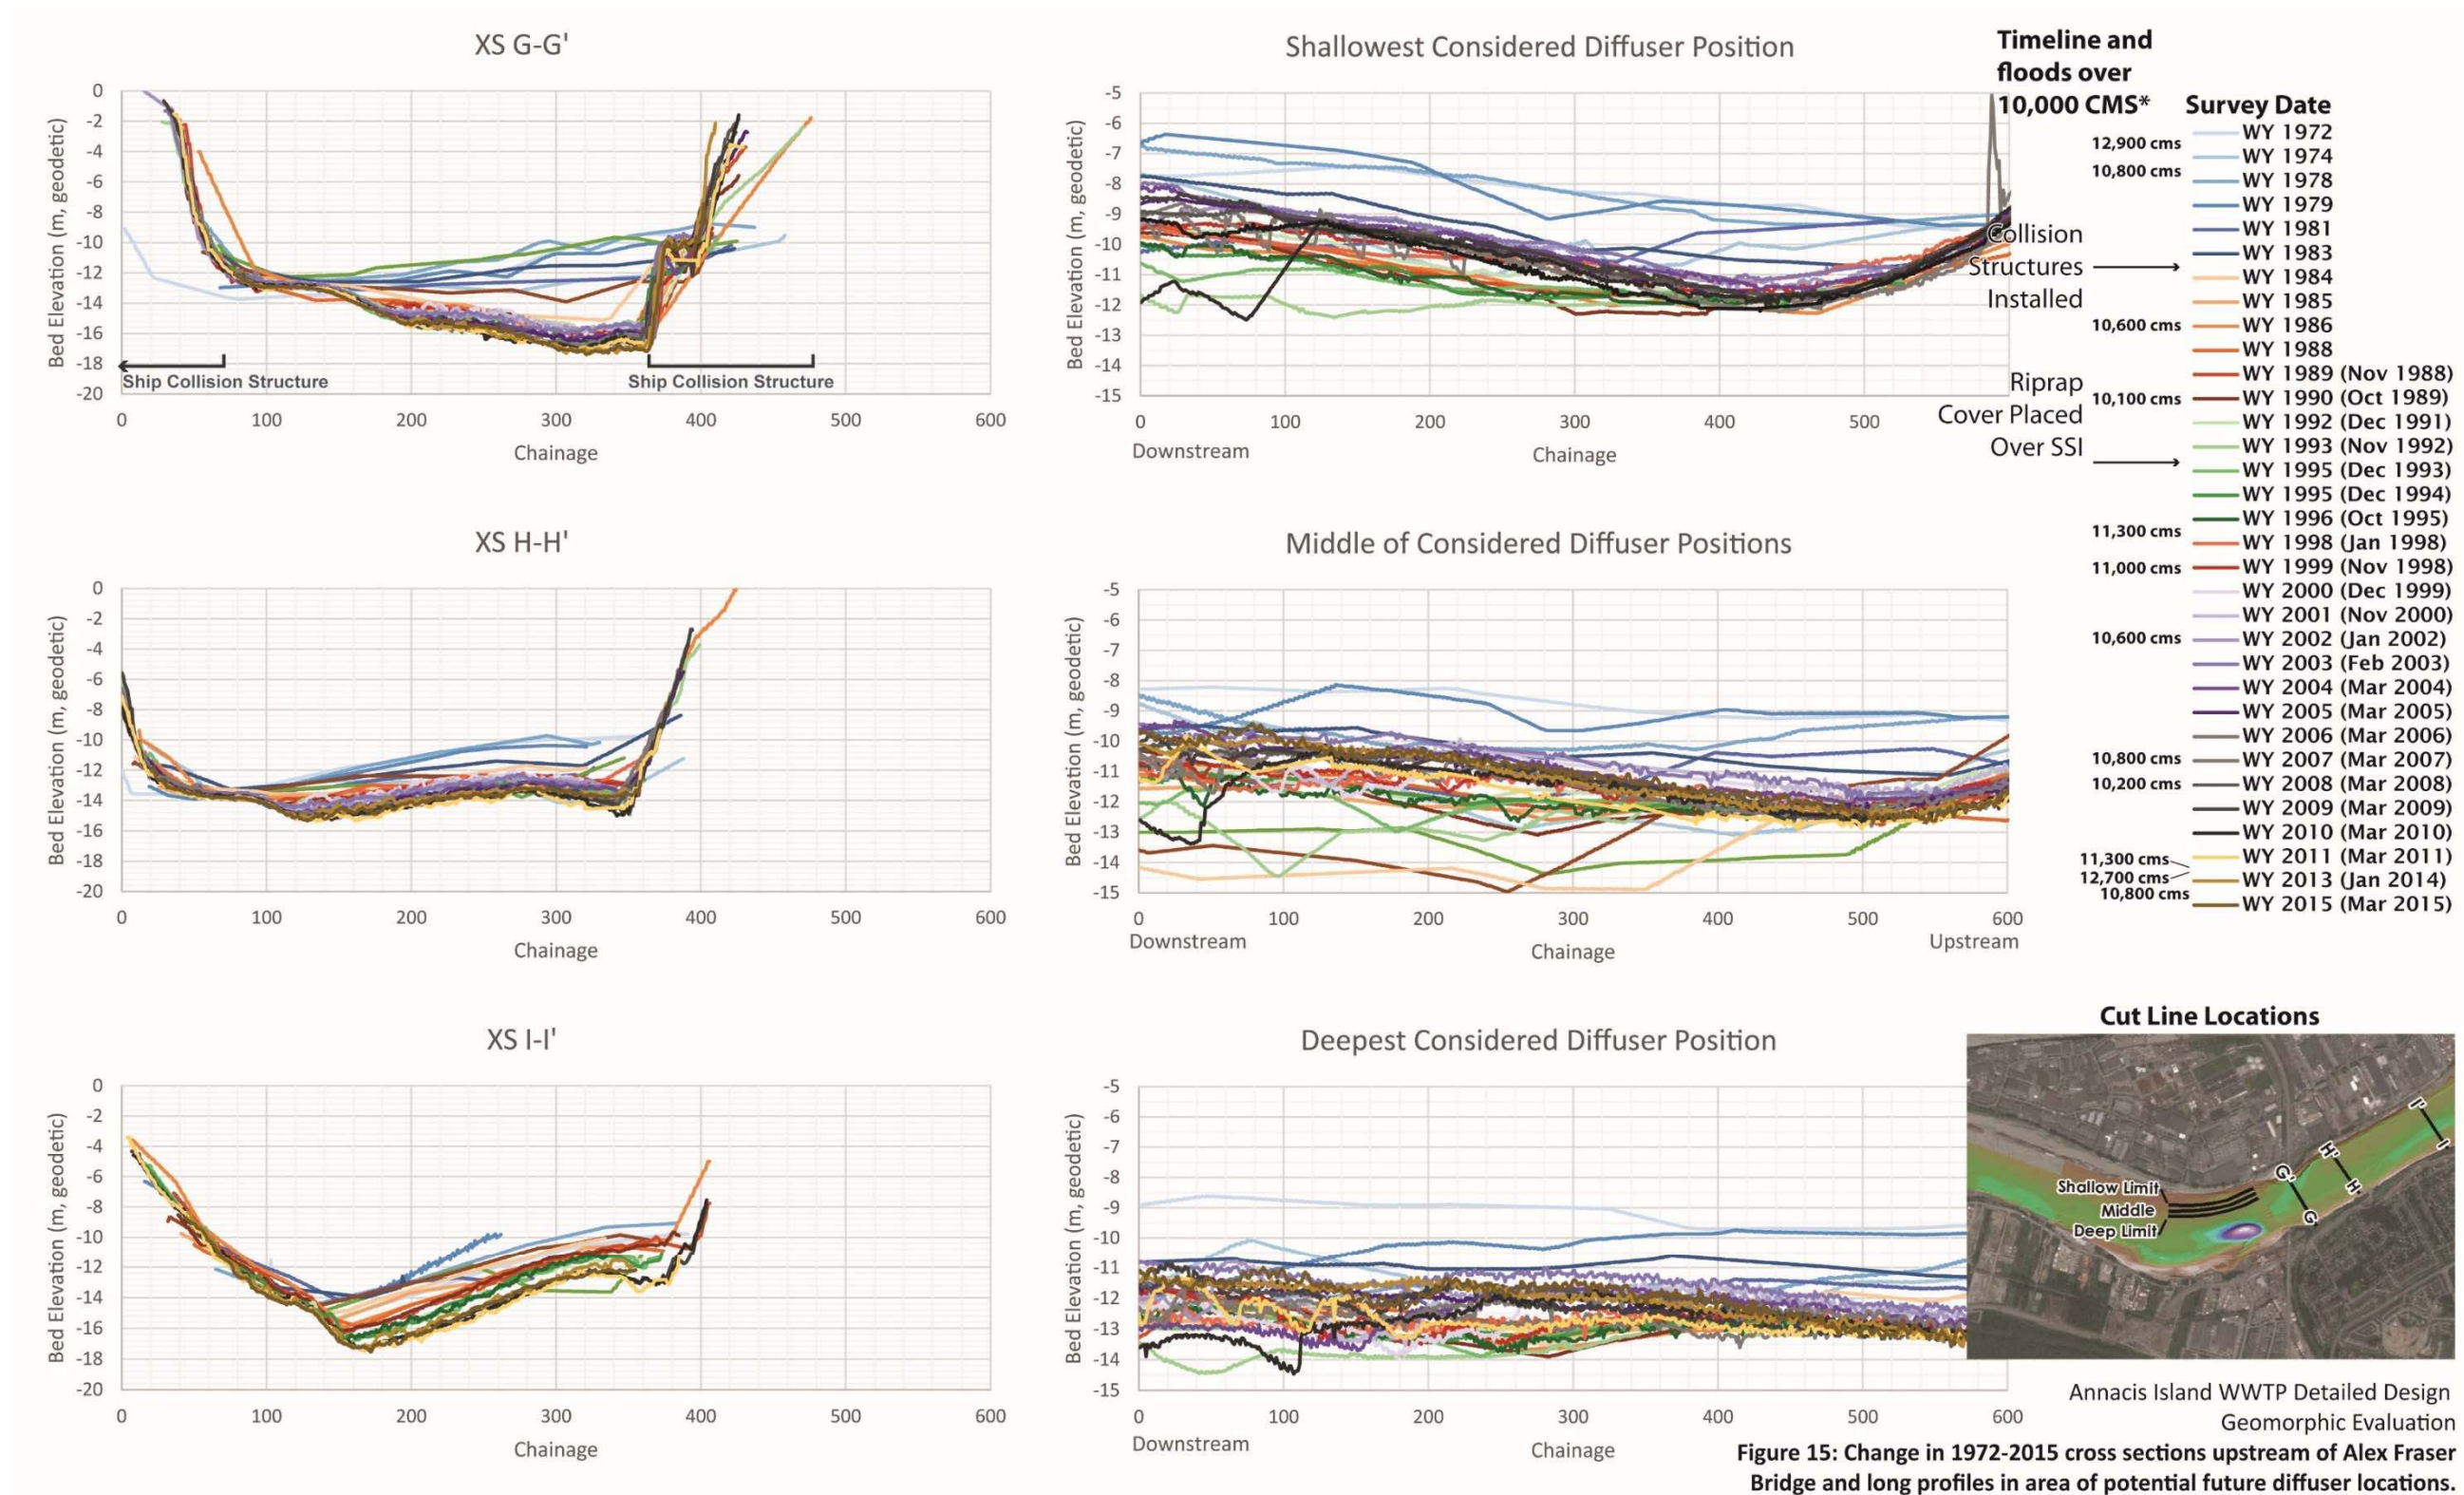 XS G-G'
0
-2
-4
-6
-8
-10
-12
-14
-16
-18
-20
Bed Elevation (m, geodetic)
Ship Collision Structure
Ship Collision Structure
0 100 200 300 400 500 600
Chainage
Shallowest Considered Diffuser Position
-5
-6
-7
-8
-9
-10
-11
-12
-13
-14
-15
Bed Elevation (m, geodetic)
0 100 200 300 400 500
Downstream
Chainage
XS H-H'
0
-2
-4
-6
-8
-10
-12
-14
-16
-18
-20
Bed Elevation (m, geodetic)
0 100 200 300 400 500 600
Chainage
Middle of Considered Diffuser Positions
-5
-6
-7
-8
-9
-10
-11
-12
-13
-14
-15
Bed Elevation (m, geodetic)
0 100 200 300 400 500 600
Downstream Upstream
Chainage
XS I-I'
0
-2
-4
-6
-8
-10
-12
-14
-16
-18
-20
Bed Elevation (m, geodetic)
0 100 200 300 400 500 600
Chainage
Deepest Considered Diffuser Position
-5
-6
-7
-8
-9
-10
-11
-12
-13
-14
-15
Bed Elevation (m, geodetic)
0 100 200 300 400 500 600
Downstream
Chainage
Timeline and
floods over
10,000 CMS*
12,900 cms
10,800 cms
Collision
Structures
Installed
10,600 cms
Riprap
10,100 cms
Cover Placed
Over SSI
11,300 cms
11,000 cms
10,600 cms
10,800 cms
10,200 cms
11,300 cms
12,700 cms
10,800 cms
Survey Date
WY 1972
WY 1974
WY 1978
WY 1979
WY 1981
WY 1983
WY 1984
WY 1985
WY 1986
WY 1988
WY 1989 (Nov 1988)
WY 1990 (Oct 1989)
WY 1992 (Dec 1991)
WY 1993 (Nov 1992)
WY 1995 (Dec 1993)
WY 1995 (Dec 1994)
WY 1996 (Oct 1995)
WY 1998 (Jan 1998)
WY 1999 (Nov 1998)
WY 2000 (Dec 1999)
WY 2001 (Nov 2000)
WY 2002 (Jan 2002)
WY 2003 (Feb 2003)
WY 2004 (Mar 2004)
WY 2005 (Mar 2005)
WY 2006 (Mar 2006)
WY 2007 (Mar 2007)
WY 2008 (Mar 2008)
WY 2009 (Mar 2009)
WY 2010 (Mar 2010)
WY 2011 (Mar 2011)
WY 2013 (Jan 2014)
WY 2015 (Mar 2015)
Cut Line Locations
I'
I
H'
H
G'
G
Shallow Limit
Middle
Deep Limit
Annacis Island WWTP Detailed Design
Geomorphic Evaluation
Figure 15: Change in 1972-2015 cross sections upstream of Alex Fraser
Bridge and long profiles in area of potential future diffuser locations.